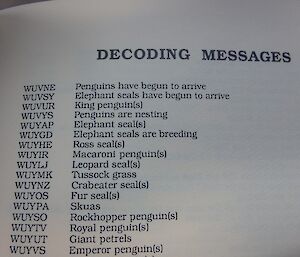 DECODING MESSAGES
WUVNE Penguins have begun to arrive
WUVSY Elephant seals have begun to arrive
WUVUR King penguin(s)
WUVYS Penguins are nesting
WUYAP Elephant seal(s)
WUYGD Elephant seals are breeding
WUYHE Ross seal(s)
WUYIR Macaroni penguin(s)
WUYLJ Leopard seal(s)
WUYMK Tussock grass
WUYNZ Crabeater seal(s)
WUYOS Fur seal(s)
WUYPA Skuas
WUYSO Rockhopper penguin(s)
WUYTV Royal penguin(s)
WUYUT Giant petrels
WUYVS Emperor penguin(s)